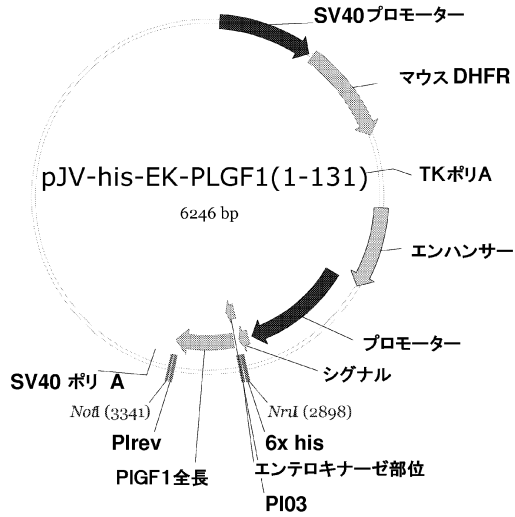 SV40プロモーター
マウス DHFR
pJV-his-EK-PLGF1(1-131)
TKポリA
6246 bp
エンハンサー
プロモーター
シグナル
SV40 ポリ A
NotI (3341)
NruI (2898)
PIrev
6x his
PIGF1全長
エンテロキナーゼ部位
PI03